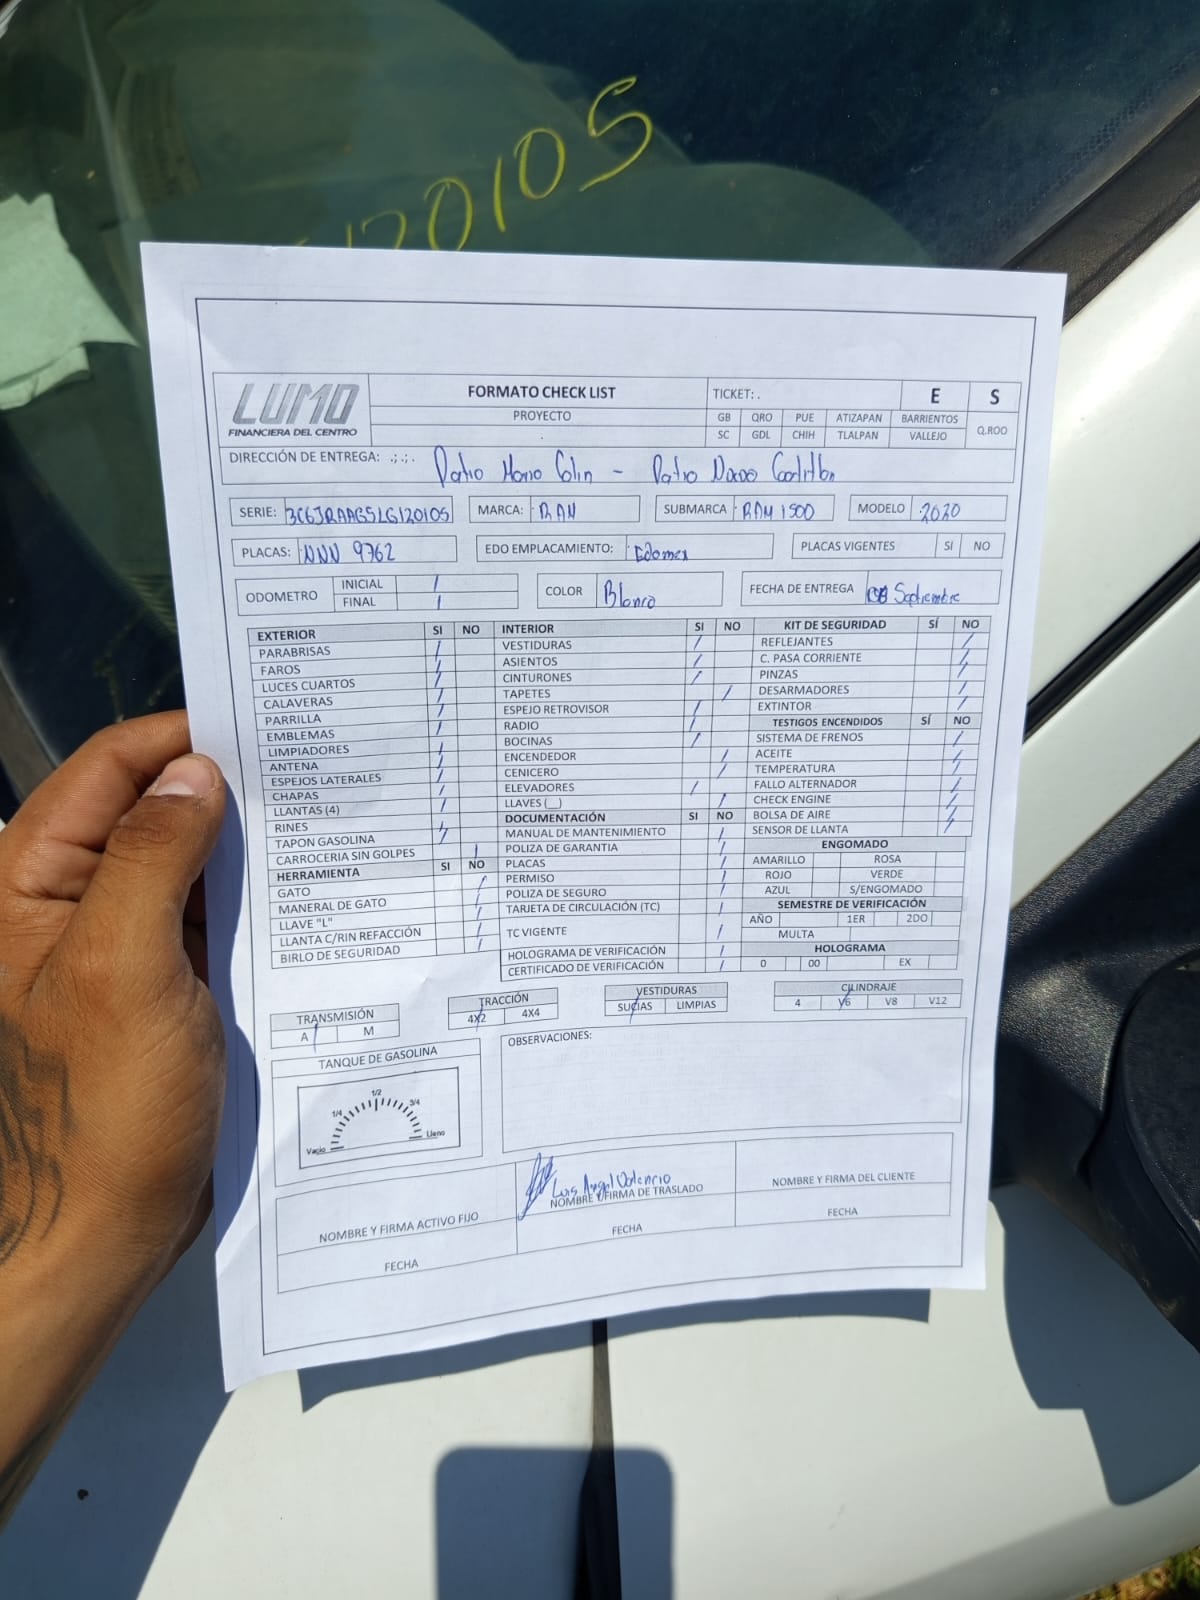 120105
LUMO
FINANCIERA DEL CENTRO
FORMATO CHECK LIST
PROYECTO
TICKET: .
E S
GB QRO PUE ATIZAPAN BARRIENTOS
SC GDL CHIH TLALPAN VALLEJO
Q.ROO
DIRECCIÓN DE ENTREGA: .;.;. Patio Mario Colin - Patio
SERIE: 3C6JRAAG5LG120105 MARCA: RAM SUBMARCA RAM 1500 MODELO 2020
PLACAS: NNN 9762 EDO EMPLACAMIENTO: Edomex PLACAS VIGENTES SI NO
ODOMETRO INICIAL / FINAL / COLOR Blanco FECHA DE ENTREGA Septiembre
EXTERIOR SI NO
PARABRISAS /
FAROS /
LUCES CUARTOS /
CALAVERAS /
PARRILLA /
EMBLEMAS /
LIMPIADORES /
ANTENA /
ESPEJOS LATERALES /
CHAPAS /
LLANTAS (4) /
RINES /
TAPON GASOLINA /
CARROCERIA SIN GOLPES /
HERRAMIENTA SI NO
GATO /
MANERAL DE GATO /
LLAVE "L" /
LLANTA C/RIN REFACCIÓN /
BIRLO DE SEGURIDAD /
INTERIOR SI NO
VESTIDURAS /
ASIENTOS /
CINTURONES /
TAPETES /
ESPEJO RETROVISOR /
RADIO /
BOCINAS /
ENCENDEDOR /
CENICERO /
ELEVADORES /
LLAVES (__) /
DOCUMENTACIÓN SI NO
MANUAL DE MANTENIMIENTO /
POLIZA DE GARANTIA /
PLACAS /
PERMISO /
POLIZA DE SEGURO /
TARJETA DE CIRCULACIÓN (TC) /
TC VIGENTE /
HOLOGRAMA DE VERIFICACIÓN /
CERTIFICADO DE VERIFICACIÓN /
KIT DE SEGURIDAD SÍ NO
REFLEJANTES /
C. PASA CORRIENTE /
PINZAS /
DESARMADORES /
EXTINTOR /
TESTIGOS ENCENDIDOS SÍ NO
SISTEMA DE FRENOS /
ACEITE /
TEMPERATURA /
FALLO ALTERNADOR /
CHECK ENGINE /
BOLSA DE AIRE /
SENSOR DE LLANTA /
ENGOMADO
AMARILLO ROSA
ROJO VERDE
AZUL S/ENGOMADO
SEMESTRE DE VERIFICACIÓN
AÑO 1ER 2DO
MULTA
HOLOGRAMA
0 00 EX
TRANSMISIÓN
A / M
TRACCIÓN
4X2 4X4
VESTIDURAS
SUCIAS LIMPIAS
CILINDRAJE
4 V6 V8 V12
TANQUE DE GASOLINA
Vacio 1/4 1/2 3/4 Lleno
OBSERVACIONES:
NOMBRE Y FIRMA ACTIVO FIJO
FECHA
Luis Angel Valencia
NOMBRE Y FIRMA DE TRASLADO
FECHA
NOMBRE Y FIRMA DEL CLIENTE
FECHA